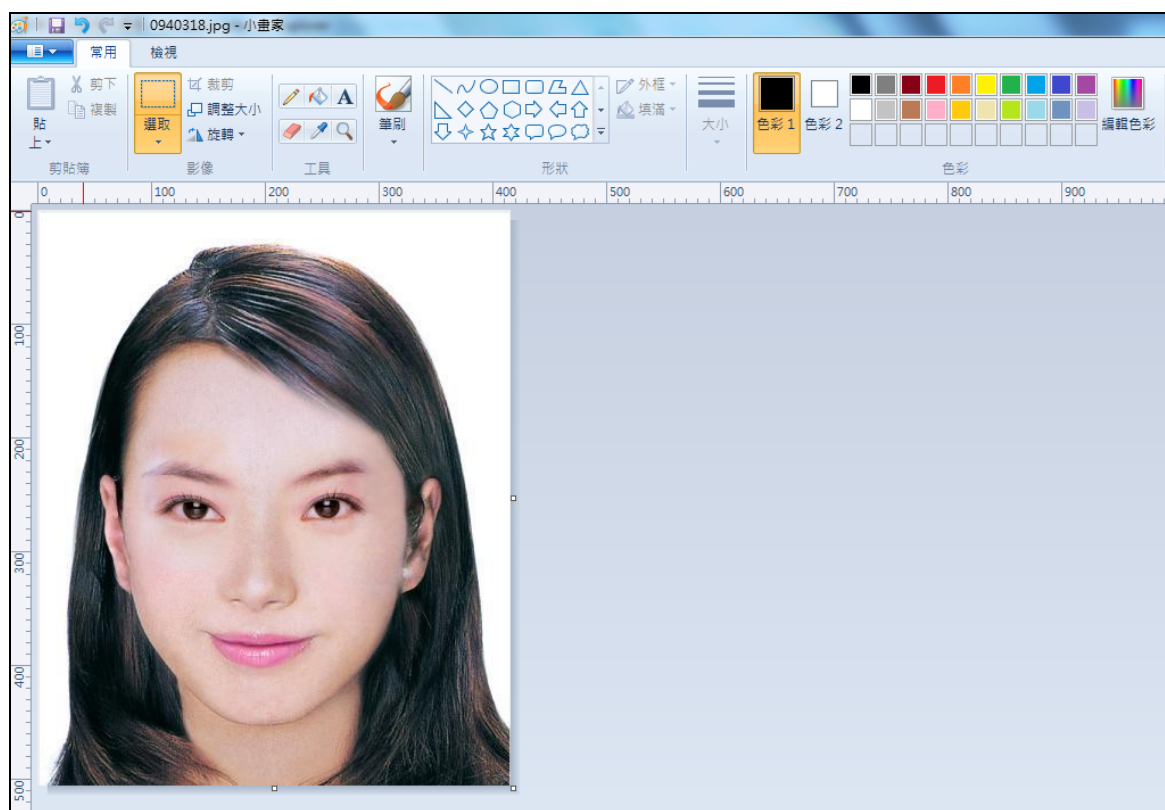 0940318.jpg - 小畫家
常用 檢視
貼上
剪下
複製
剪貼簿
選取
裁剪
調整大小
旋轉
影像
A
工具
筆刷
外框
填滿
形狀
大小
色彩 1
色彩 2
編輯色彩
色彩
0 100 200 300 400 500 600 700 800 900
0
100
200
300
400
500